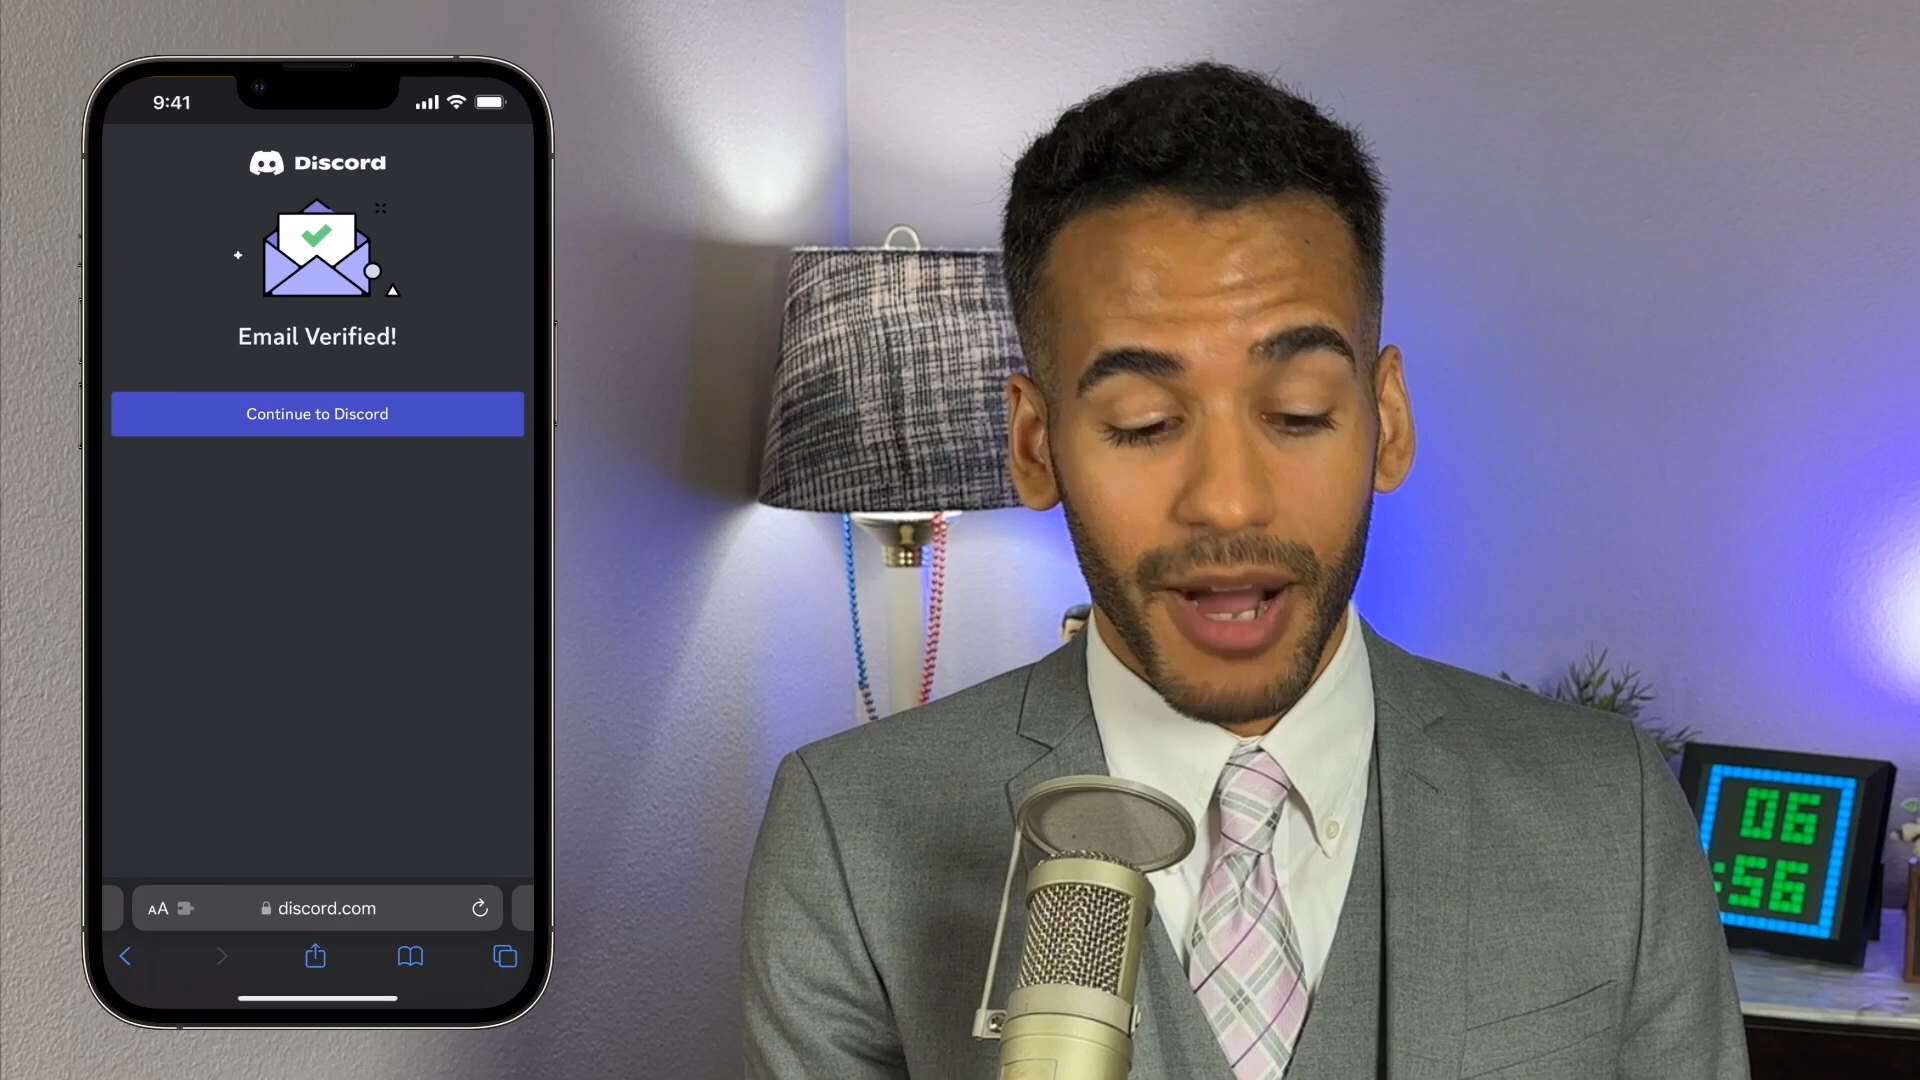 9:41
Discord
Email Verified!
Continue to Discord
AA
discord.com
06
:56